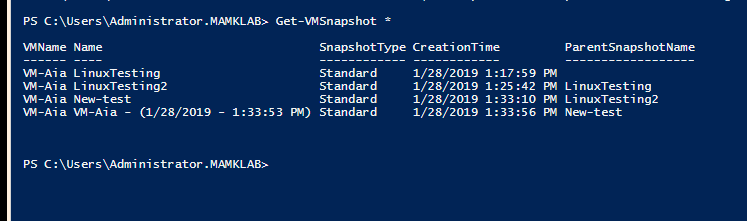 PS C:\Users\Administrator.MAMKLAB> Get-VMSnapshot *
VMName Name SnapshotType CreationTime ParentSnapshotName
------ ---- ------------ ------------ ------------------
VM-Aia LinuxTesting Standard 1/28/2019 1:17:59 PM
VM-Aia LinuxTesting2 Standard 1/28/2019 1:25:42 PM LinuxTesting
VM-Aia New-test Standard 1/28/2019 1:33:10 PM LinuxTesting2
VM-Aia VM-Aia - (1/28/2019 - 1:33:53 PM) Standard 1/28/2019 1:33:56 PM New-test
PS C:\Users\Administrator.MAMKLAB>